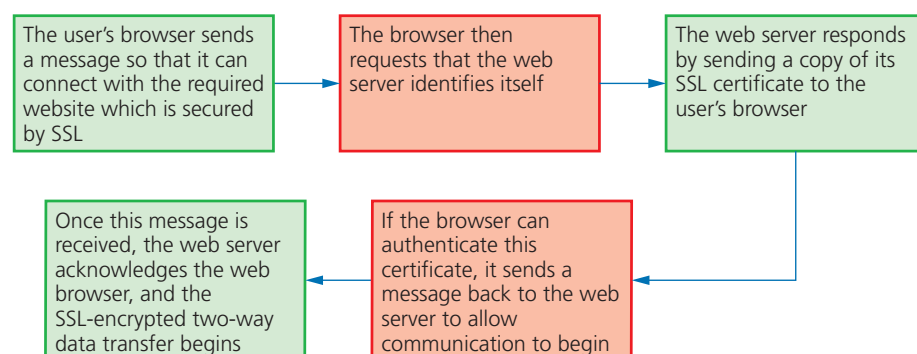 The user's browser sends
a message so that it can
connect with the required
website which is secured
by SSL
The browser then
requests that the web
server identifies itself
The web server responds
by sending a copy of its
SSL certificate to the
user's browser
If the browser can
authenticate this
certificate, it sends a
message back to the web
server to allow
communication to begin
Once this message is
received, the web server
acknowledges the web
browser, and the
SSL-encrypted two-way
data transfer begins